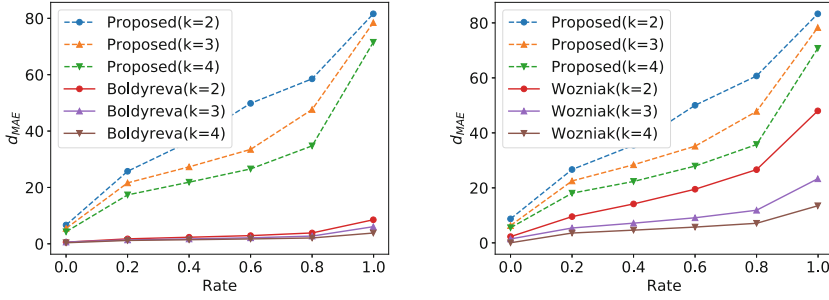 80
60
40
20
0
d_MAE
Proposed(k=2)
Proposed(k=3)
Proposed(k=4)
Boldyreva(k=2)
Boldyreva(k=3)
Boldyreva(k=4)
0.0 0.2 0.4 0.6 0.8 1.0
Rate
80
60
40
20
0
d_MAE
Proposed(k=2)
Proposed(k=3)
Proposed(k=4)
Wozniak(k=2)
Wozniak(k=3)
Wozniak(k=4)
0.0 0.2 0.4 0.6 0.8 1.0
Rate